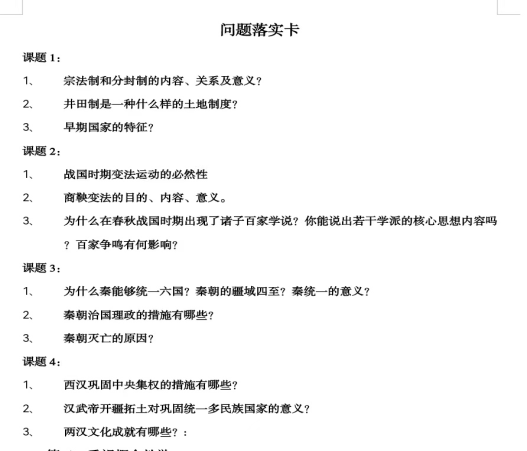 问题落实卡
课题 1：
1、 宗法制和分封制的内容、关系及意义？
2、 井田制是一种什么样的土地制度？
3、 早期国家的特征？
课题 2：
1、 战国时期变法运动的必然性
2、 商鞅变法的目的、内容、意义。
3、 为什么在春秋战国时期出现了诸子百家学说？你能说出若干学派的核心思想内容吗
？百家争鸣有何影响？
课题 3：
1、 为什么秦能够统一六国？秦朝的疆域四至？秦统一的意义？
2、 秦朝治国理政的措施有哪些？
3、 秦朝灭亡的原因？
课题 4：
1、 西汉巩固中央集权的措施有哪些？
2、 汉武帝开疆拓土对巩固统一多民族国家的意义？
3、 两汉文化成就有哪些？：